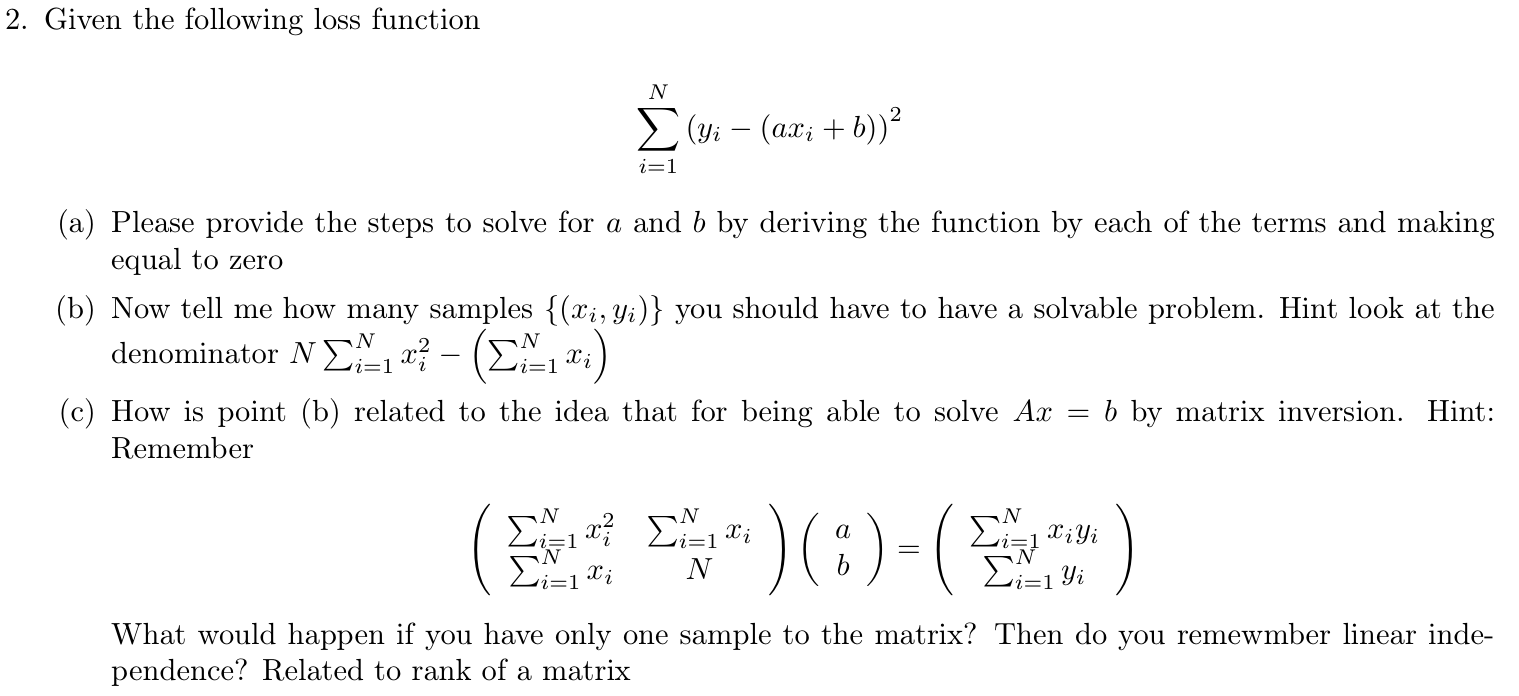 2. Given the following loss function
$$\sum_{i=1}^{N} (y_i - (ax_i + b))^2$$
(a) Please provide the steps to solve for $a$ and $b$ by deriving the function by each of the terms and making
equal to zero
(b) Now tell me how many samples $\{(x_i, y_i)\}$ you should have to have a solvable problem. Hint look at the
denominator $N \sum_{i=1}^{N} x_i^2 - \left( \sum_{i=1}^{N} x_i \right)$
(c) How is point (b) related to the idea that for being able to solve $Ax = b$ by matrix inversion. Hint:
Remember
$$\begin{pmatrix} \sum_{i=1}^{N} x_i^2 & \sum_{i=1}^{N} x_i \\ \sum_{i=1}^{N} x_i & N \end{pmatrix} \begin{pmatrix} a \\ b \end{pmatrix} = \begin{pmatrix} \sum_{i=1}^{N} x_i y_i \\ \sum_{i=1}^{N} y_i \end{pmatrix}$$
What would happen if you have only one sample to the matrix? Then do you remewmber linear inde-
pendence? Related to rank of a matrix